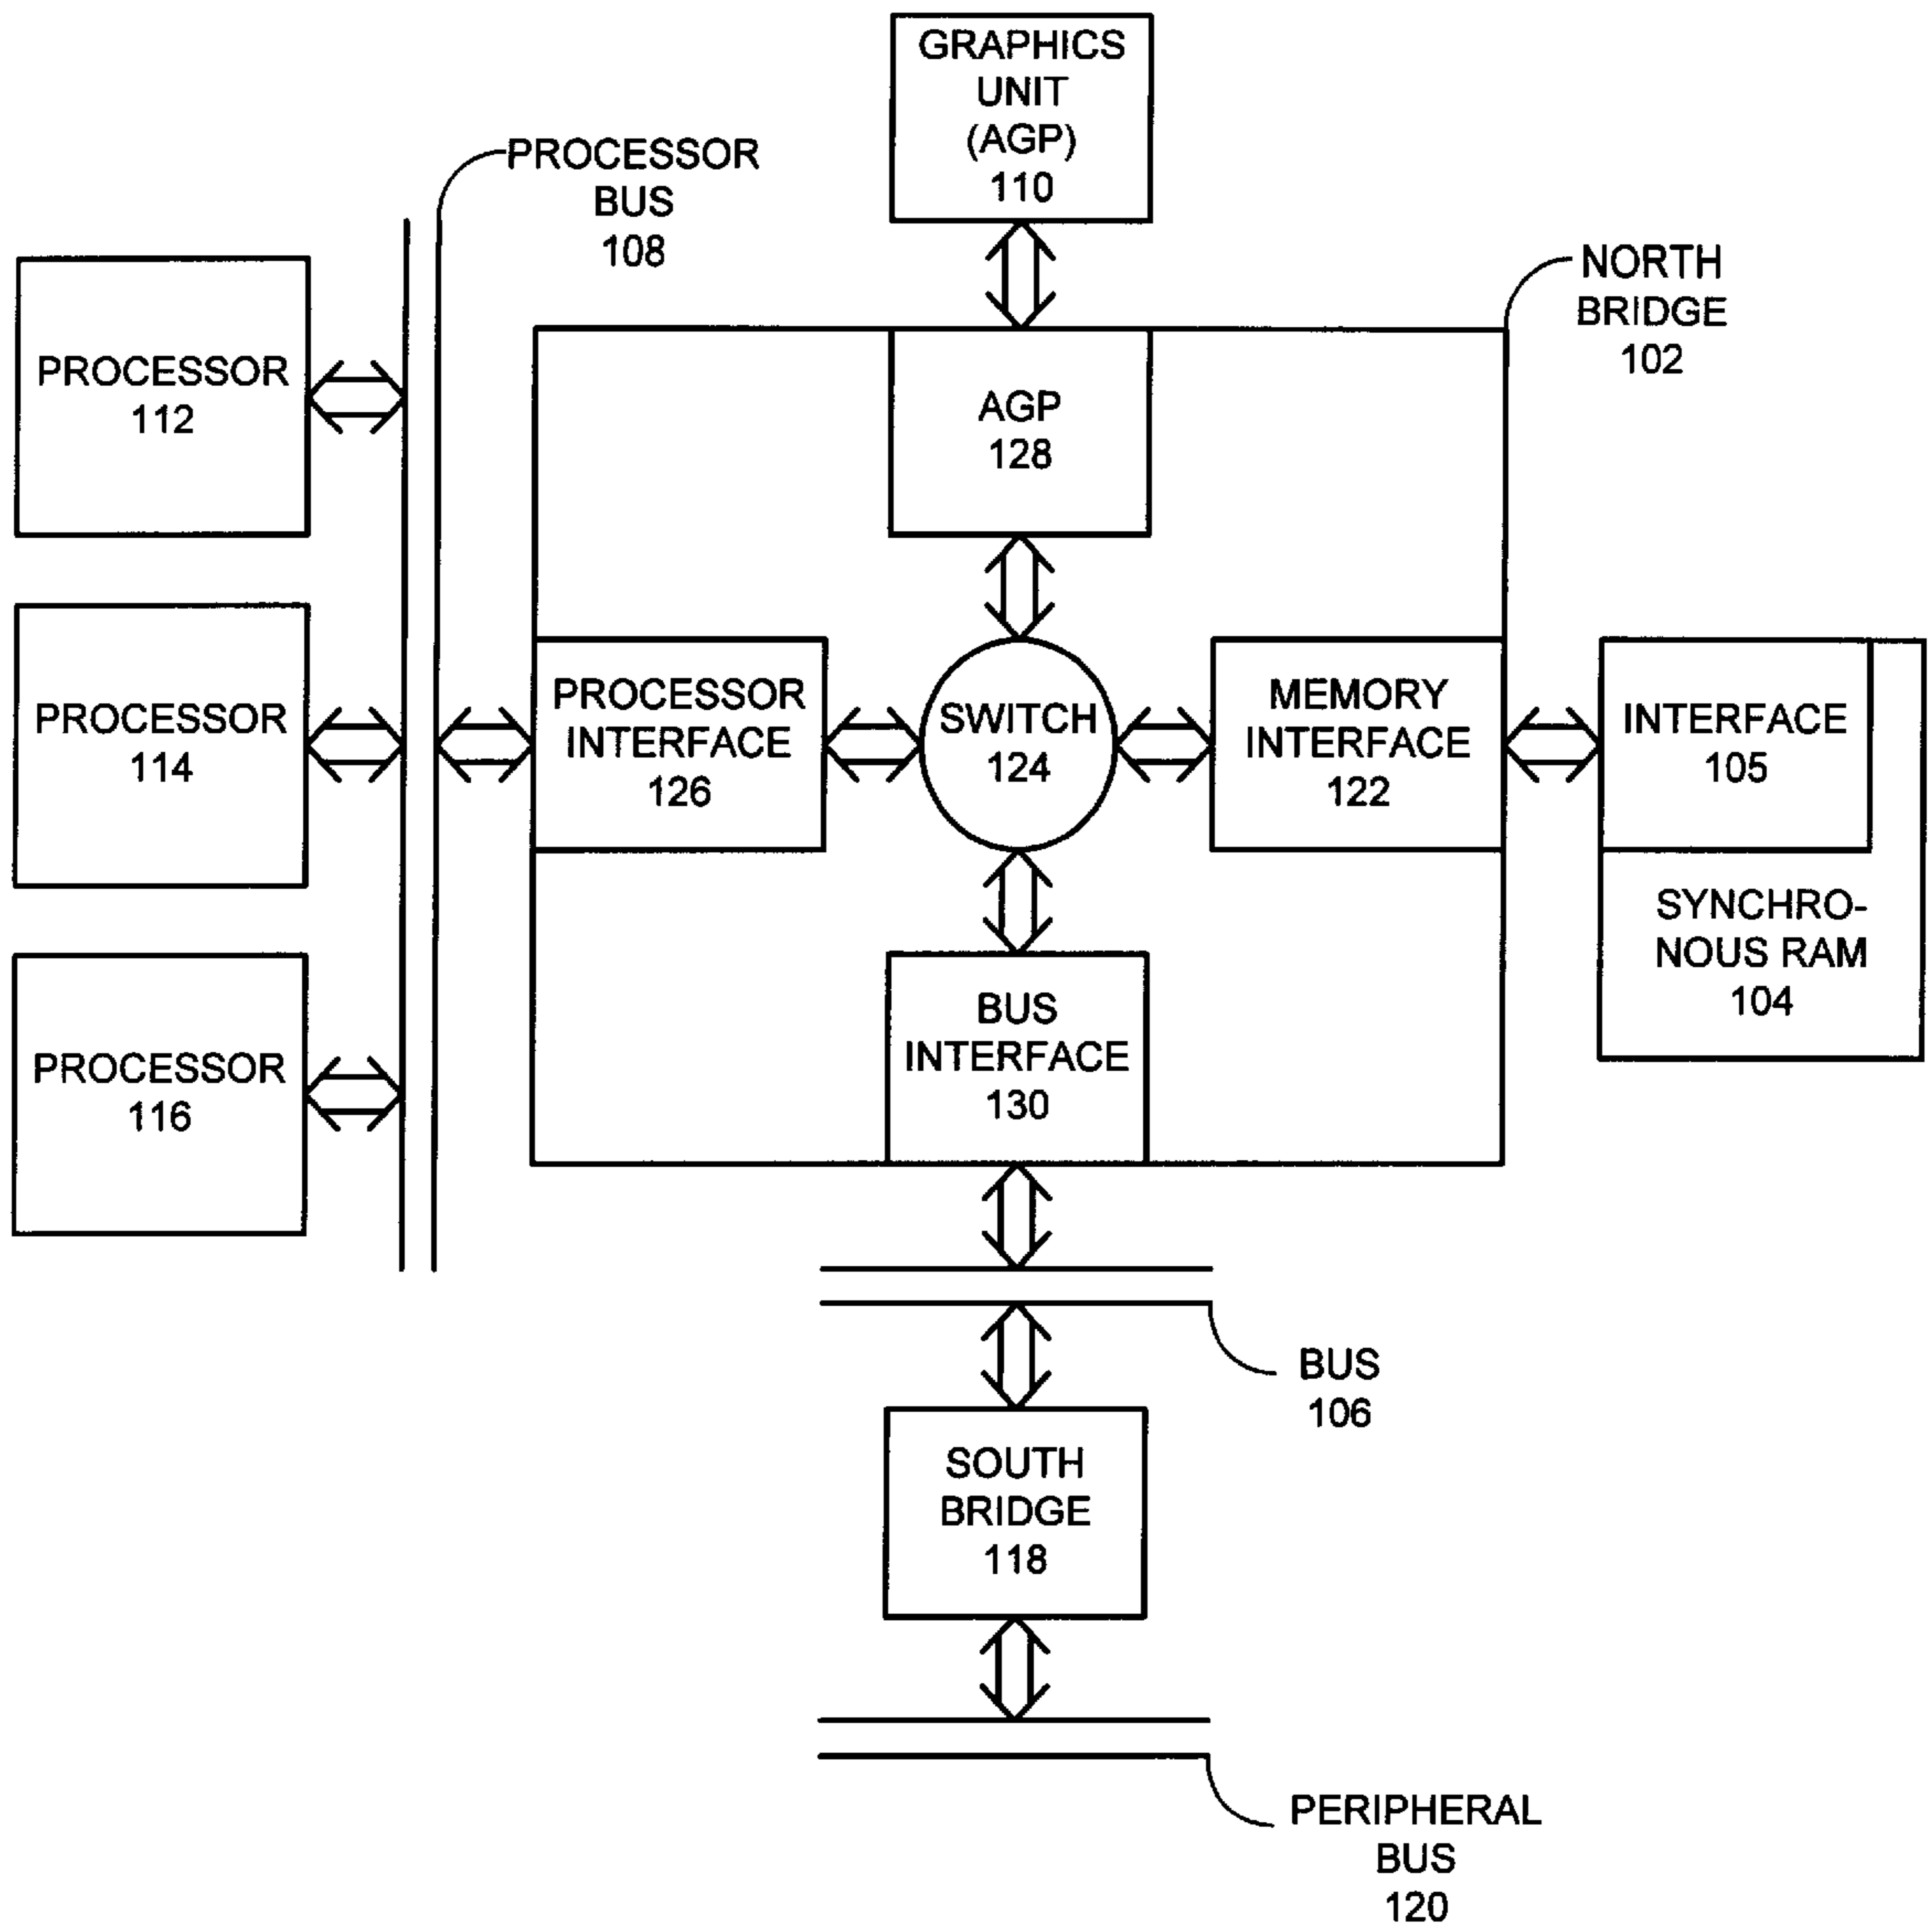 GRAPHICS
UNIT
(AGP)
110
PROCESSOR
BUS
108
NORTH
BRIDGE
102
PROCESSOR
112
AGP
128
PROCESSOR
114
PROCESSOR
INTERFACE
126
SWITCH
124
MEMORY
INTERFACE
122
INTERFACE
105
SYNCHRO-
NOUS RAM
104
PROCESSOR
116
BUS
INTERFACE
130
BUS
106
SOUTH
BRIDGE
118
PERIPHERAL
BUS
120